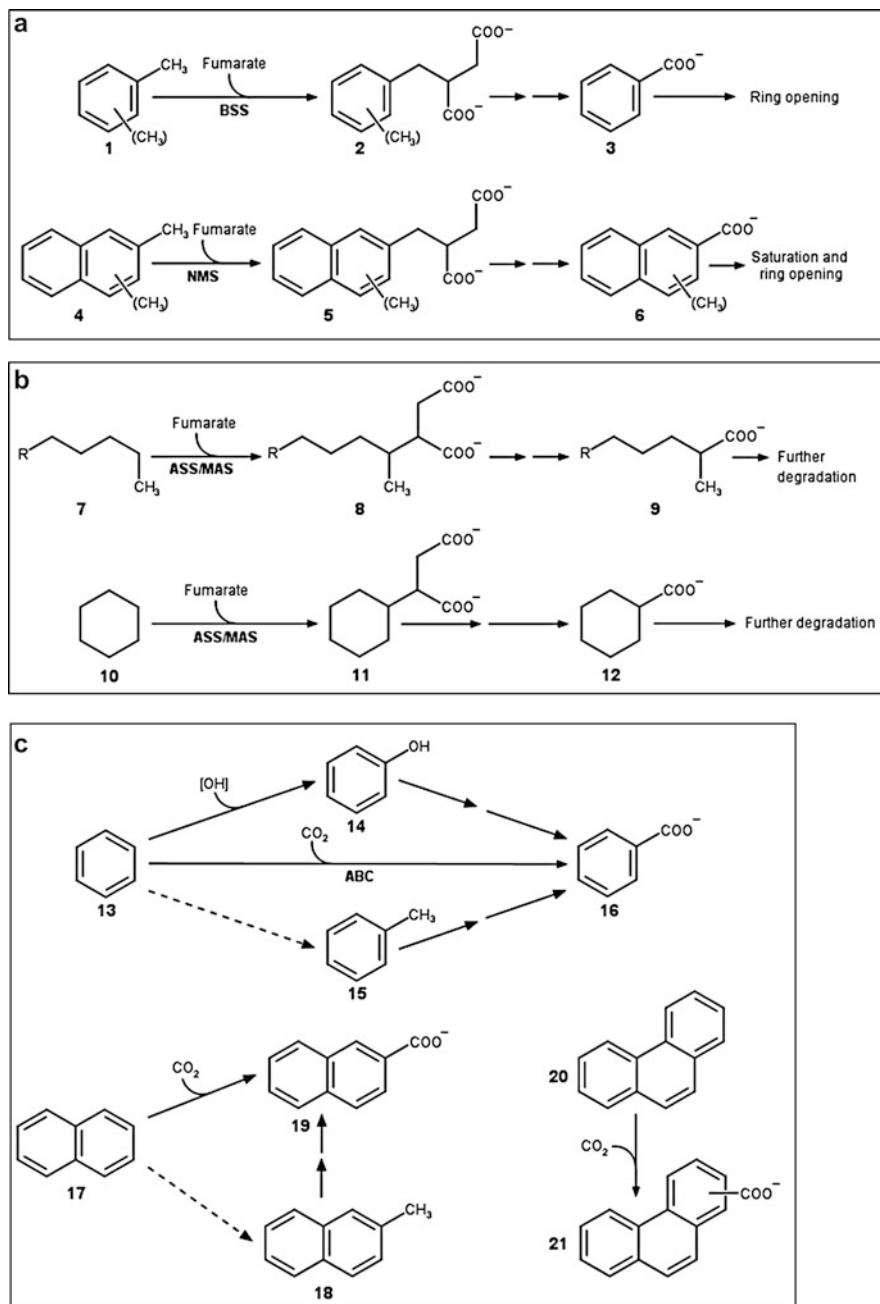 a
CH₃
Fumarate
BSS
(CH₃)
1
COO⁻
COO⁻
(CH₃)
2
COO⁻
3
Ring opening
CH₃
Fumarate
NMS
(CH₃)
4
COO⁻
COO⁻
(CH₃)
5
COO⁻
(CH₃)
6
Saturation and
ring opening
b
R
CH₃
7
Fumarate
ASS/MAS
R
COO⁻
COO⁻
CH₃
8
R
COO⁻
CH₃
9
Further
degradation
10
Fumarate
ASS/MAS
COO⁻
COO⁻
11
COO⁻
12
Further degradation
c
13
[OH]
OH
14
CO₂
ABC
CH₃
15
COO⁻
16
17
CO₂
COO⁻
19
CH₃
18
20
CO₂
COO⁻
21